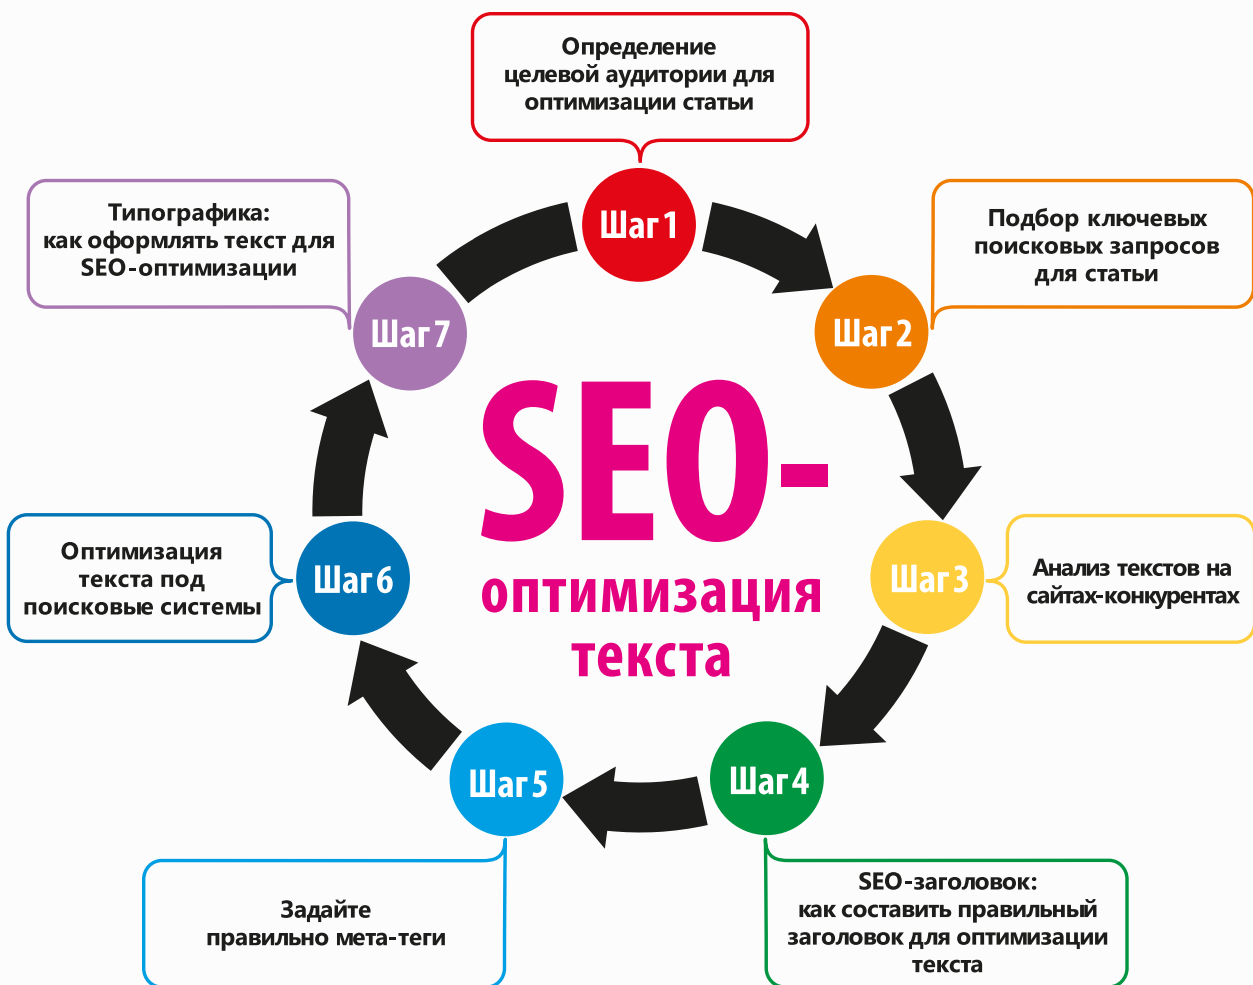 Определение
целевой аудитории для
оптимизации статьи
Шаг 1
Подбор ключевых
поисковых запросов
для статьи
Шаг 2
Анализ текстов на
сайтах-конкурентах
Шаг 3
SEO-заголовок:
как составить правильный
заголовок для оптимизации
текста
Шаг 4
Задайте
правильно мета-теги
Шаг 5
Оптимизация
текста под
поисковые системы
Шаг 6
Типографика:
как оформлять текст для
SEO-оптимизации
Шаг 7
SEO-
оптимизация
текста